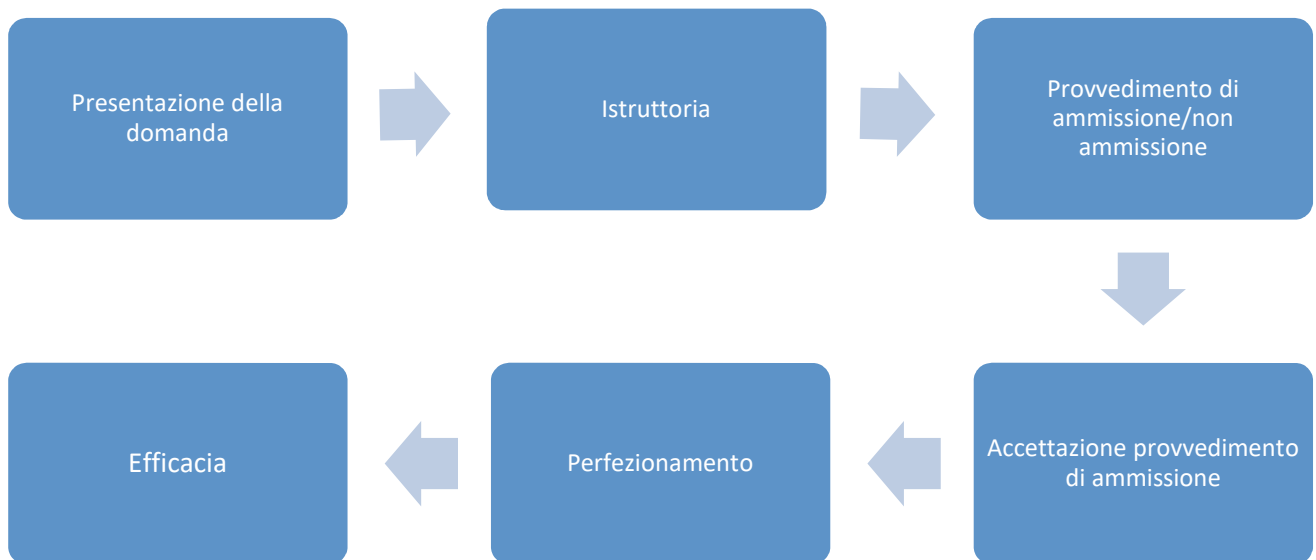 Presentazione della
domanda
Istruttoria
Provvedimento di
ammissione/non
ammissione
Accettazione provvedimento
di ammissione
Perfezionamento
Efficacia